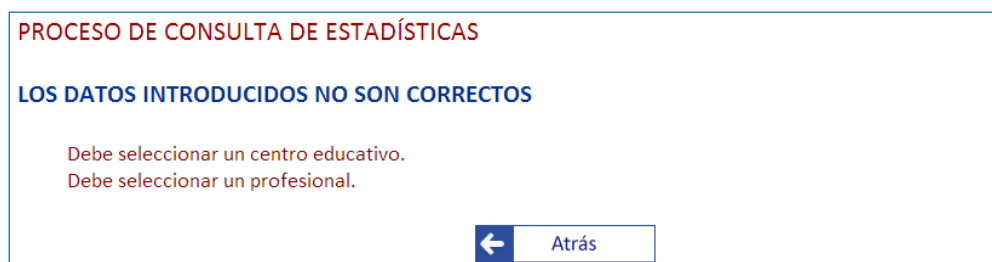 PROCESO DE CONSULTA DE ESTADÍSTICAS
LOS DATOS INTRODUCIDOS NO SON CORRECTOS
Debe seleccionar un centro educativo.
Debe seleccionar un profesional.
Atrás